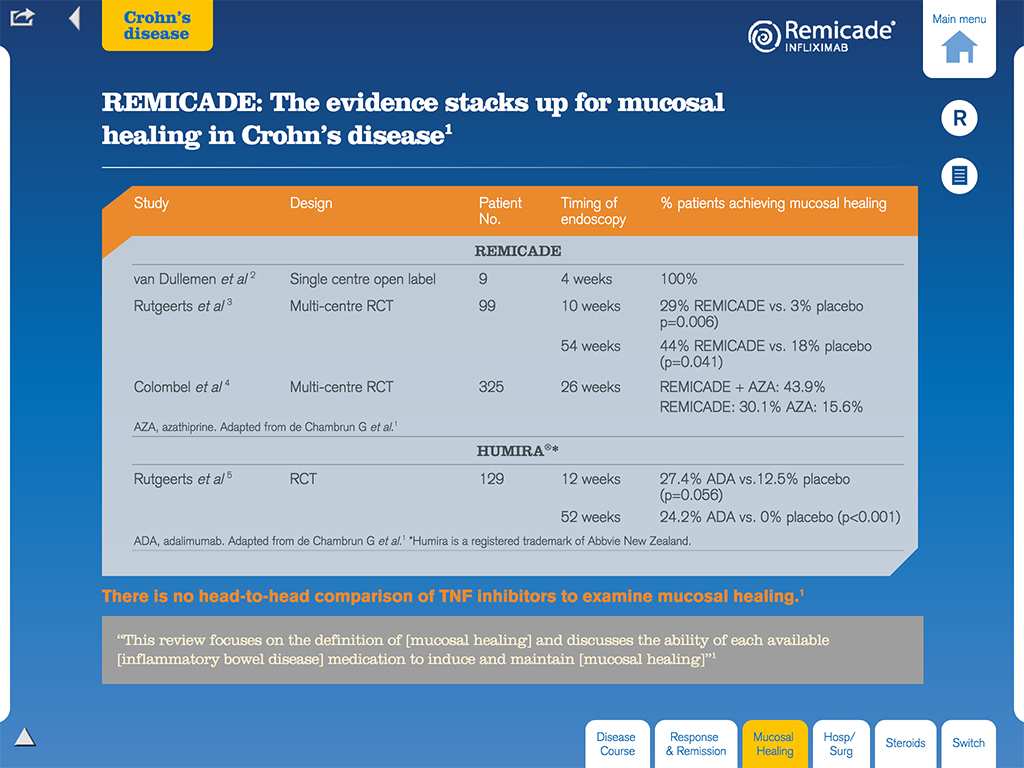 Crohn's
disease
Remicade®
INFLIXIMAB
Main menu
REMICADE: The evidence stacks up for mucosal
healing in Crohn's disease1
R
Study Design Patient No. Timing of endoscopy % patients achieving mucosal healing
REMICADE
van Dullemen et al 2 Single centre open label 9 4 weeks 100%
Rutgeerts et al 3 Multi-centre RCT 99 10 weeks 29% REMICADE vs. 3% placebo
p=0.006)
54 weeks 44% REMICADE vs. 18% placebo
(p=0.041)
Colombel et al 4 Multi-centre RCT 325 26 weeks REMICADE + AZA: 43.9%
REMICADE: 30.1% AZA: 15.6%
AZA, azathiprine. Adapted from de Chambrun G et al.1
HUMIRA®*
Rutgeerts et al 5 RCT 129 12 weeks 27.4% ADA vs.12.5% placebo
(p=0.056)
52 weeks 24.2% ADA vs. 0% placebo (p<0.001)
ADA, adalimumab. Adapted from de Chambrun G et al.1 *Humira is a registered trademark of Abbvie New Zealand.
There is no head-to-head comparison of TNF inhibitors to examine mucosal healing.1
“This review focuses on the definition of [mucosal healing] and discusses the ability of each available
[inflammatory bowel disease] medication to induce and maintain [mucosal healing]”1
Disease
Course
Response
& Remission
Mucosal
Healing
Hosp/
Surg
Steroids
Switch